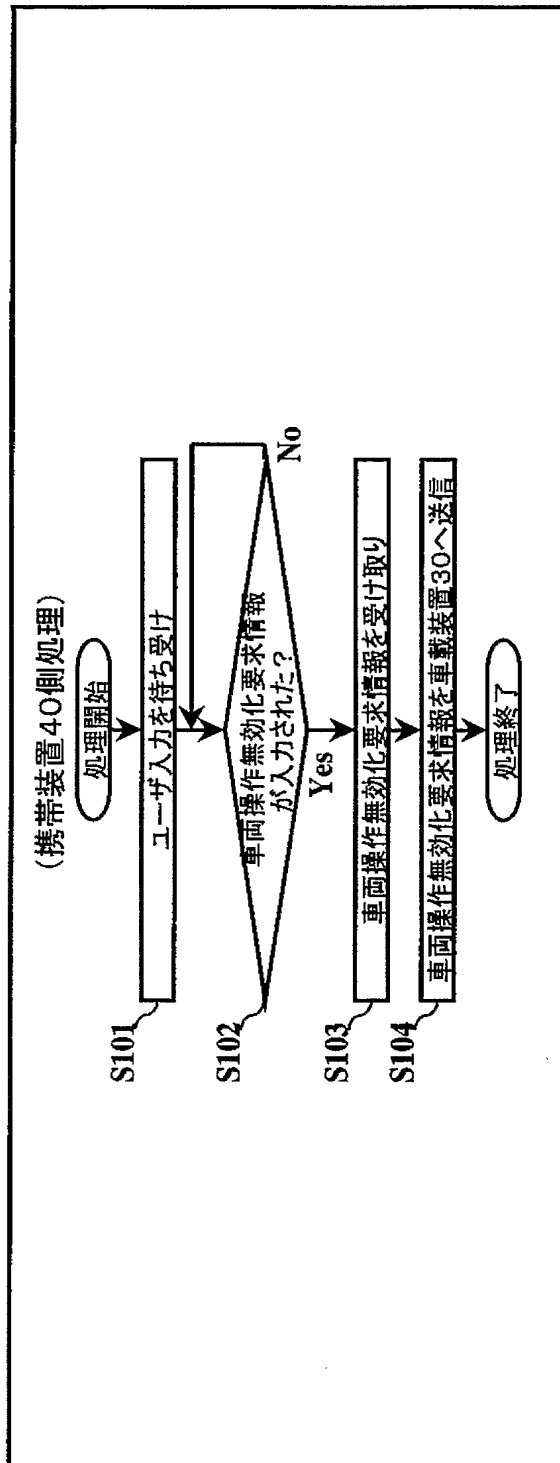 (携帯装置40側処理)
処理開始
S101
ユーザ入力を待ち受け
S102
車両操作無効化要求情報
が入力された?
No
Yes
S103
車両操作無効化要求情報を受け取り
S104
車両操作無効化要求情報を車載装置30へ送信
処理終了